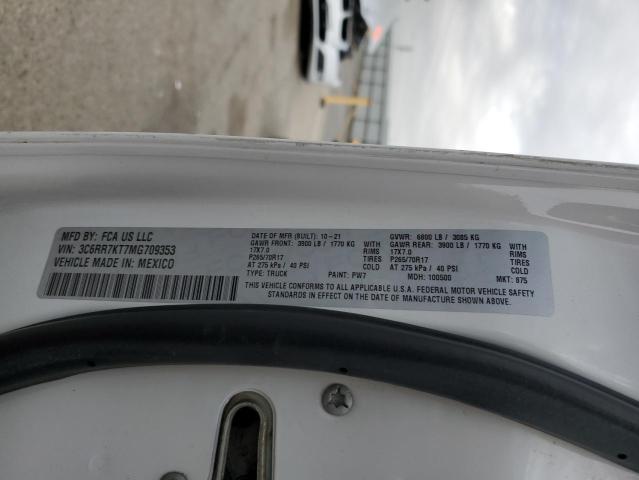 MFD BY: FCA US LLC
VIN: 3C6RR7KT7MG709353
VEHICLE MADE IN: MEXICO
DATE OF MFR (BUILT): 10-21
GAWR FRONT: 3900 LB / 1770 KG
17X7.0 RIMS
P265/70R17 TIRES
AT 275 kPa / 40 PSI COLD
TYPE: TRUCK PAINT: PW7
GVWR: 6800 LB / 3085 KG
GAWR REAR: 3900 LB / 1770 KG
17X7.0 RIMS
P265/70R17 TIRES
AT 275 kPa / 40 PSI COLD
MDH: 100500 MKT: 875
THIS VEHICLE CONFORMS TO ALL APPLICABLE U.S.A. FEDERAL MOTOR VEHICLE SAFETY
STANDARDS IN EFFECT ON THE DATE OF MANUFACTURE SHOWN ABOVE.